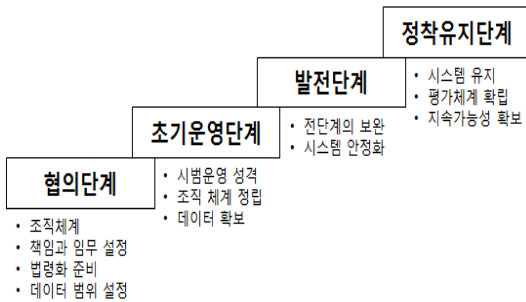 협의단계
• 조직체계
• 책임과 임무 설정
• 법령화 준비
• 데이터 범위 설정
초기운영단계
• 시범운영 성격
• 조직 체계 정립
• 데이터 확보
발전단계
• 전단계의 보완
• 시스템 안정화
정착유지단계
• 시스템 유지
• 평가체계 확립
• 지속가능성 확보